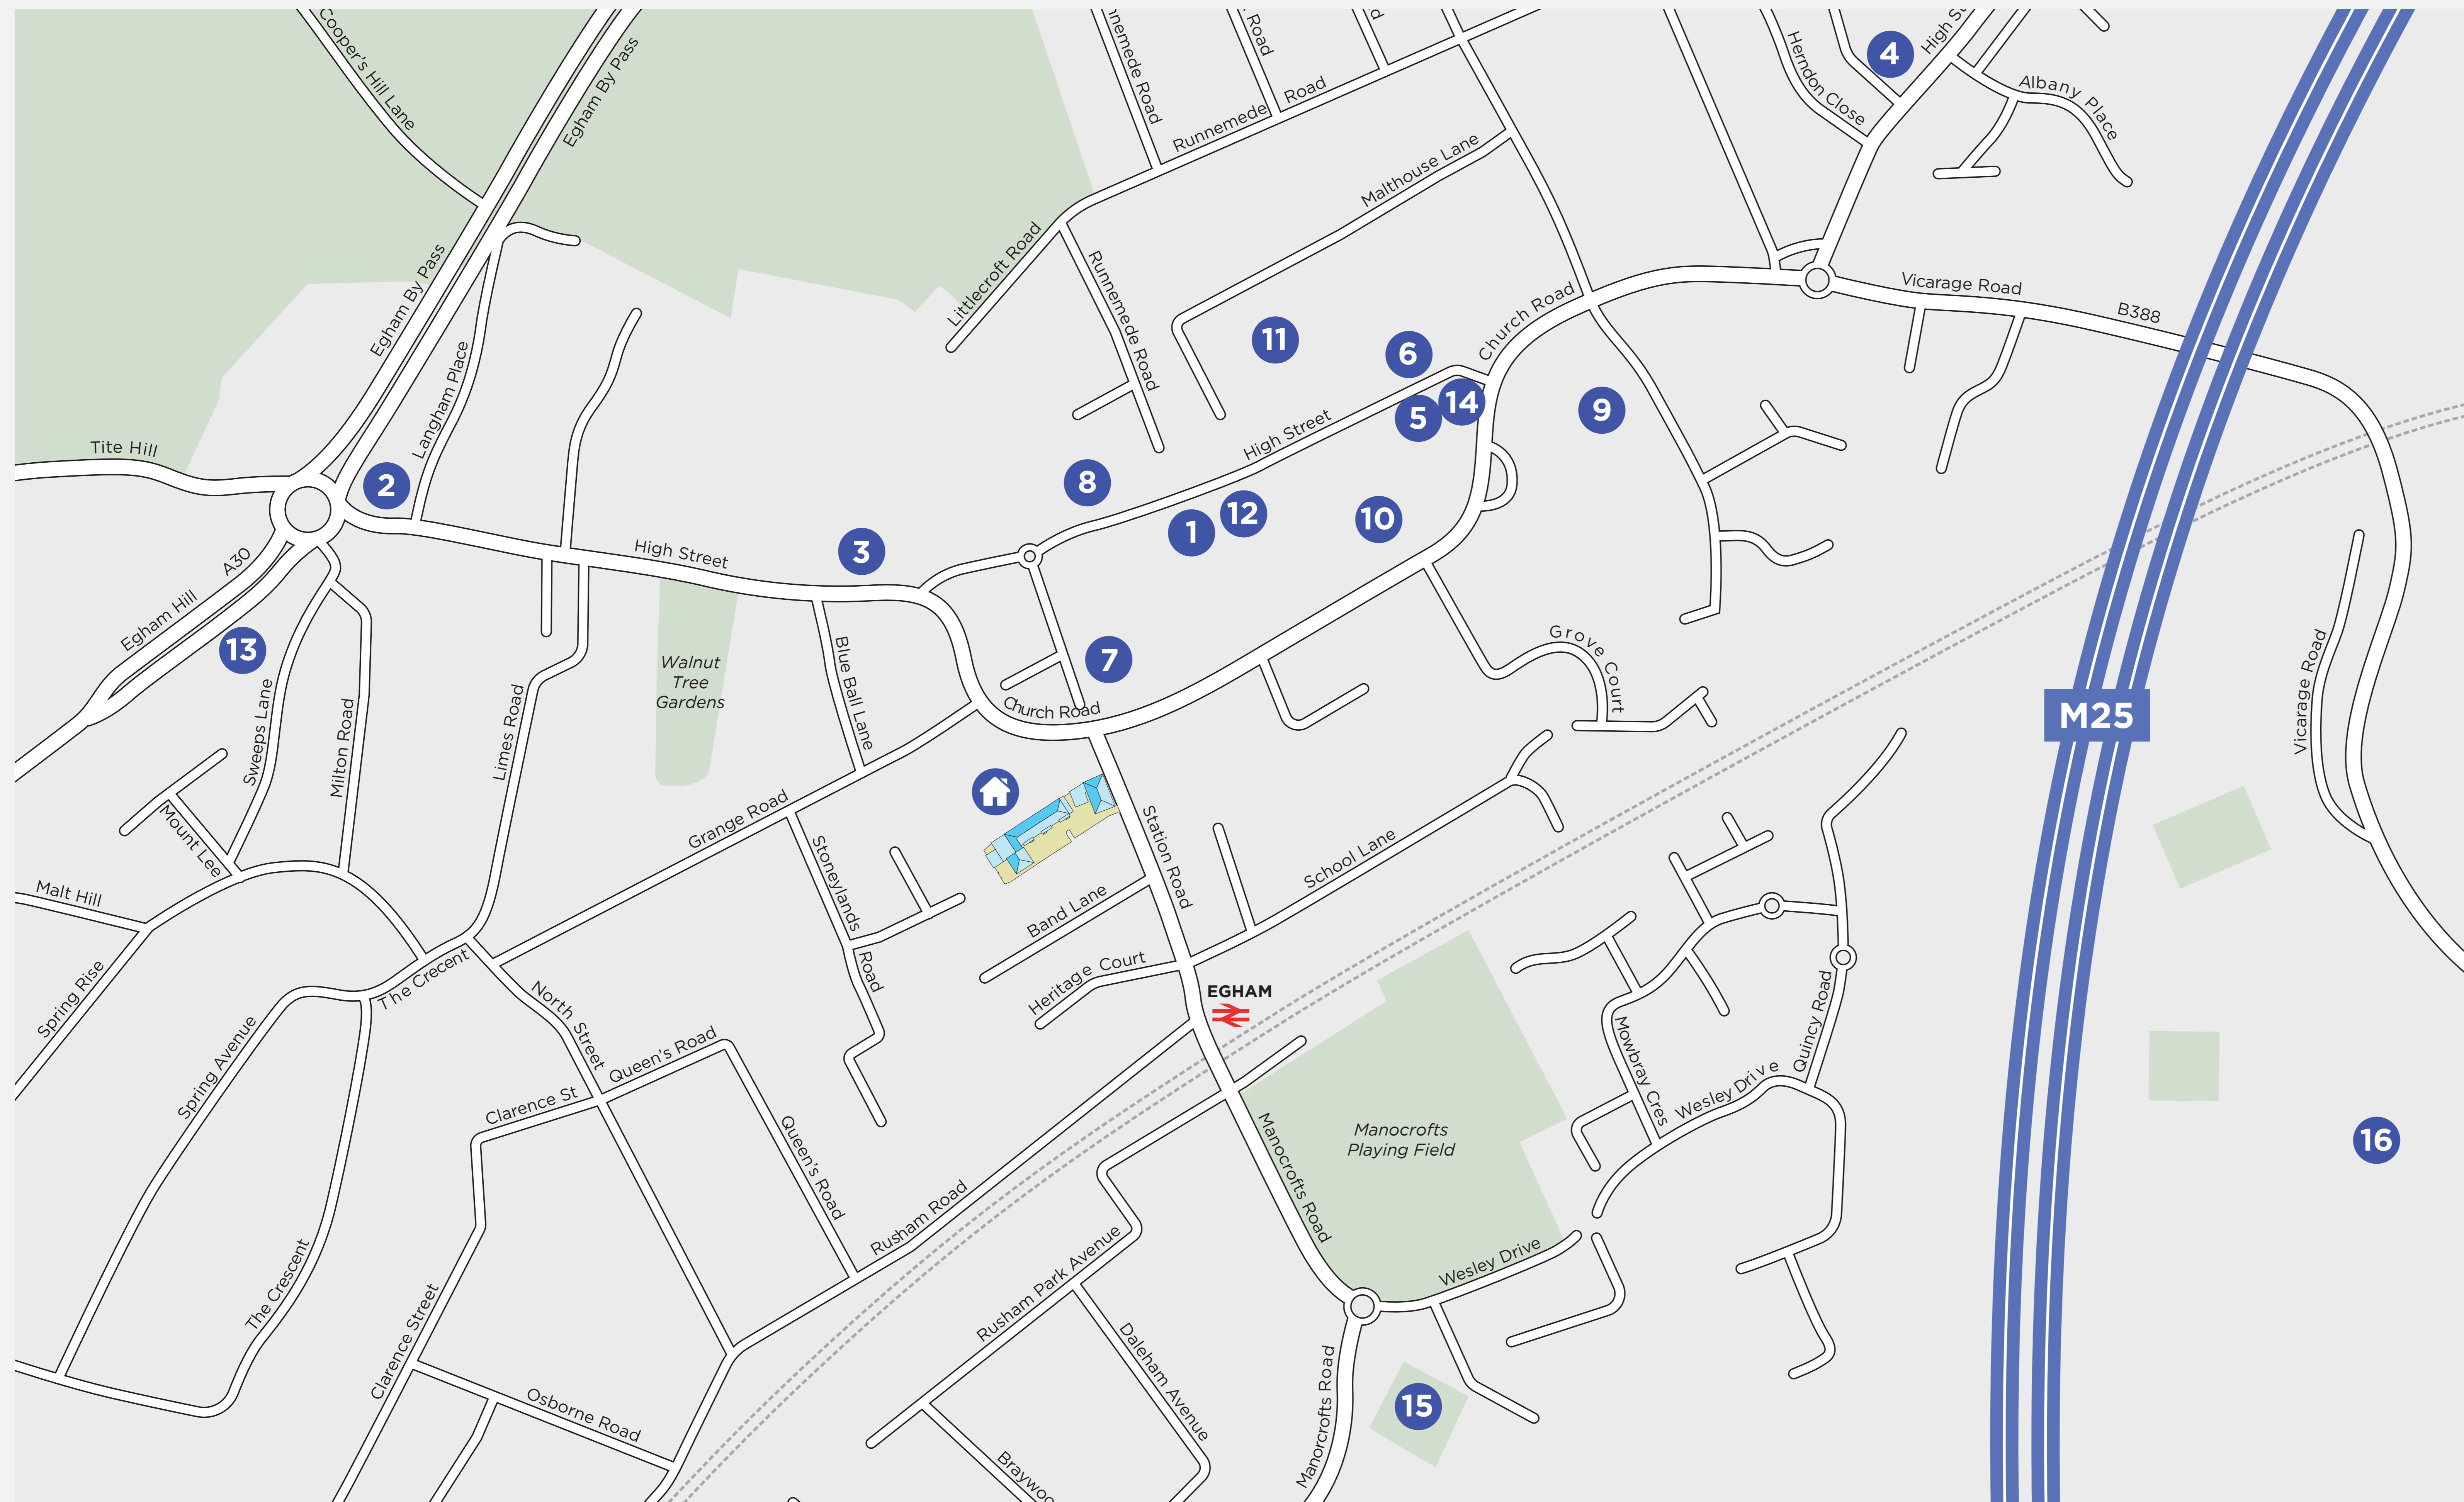 Cooper's Hill Lane
Egham By Pass
Egham By Pass
Road
Runnemede
Road
Malthouse Lane
Herndon Close
4
High St
Albany Place
Littlecroft Road
Runnemede Road
Langham Place
Tite Hill
2
11
6
Church Road
14
5
9
High Street
Vicarage Road
B388
8
12
1
10
3
High Street
A30
Egham Hill
13
Walnut
Tree
Gardens
Blue Ball Lane
7
Church Road
Grove Court
M25
Vicarage Road
Sweeps Lane
Milton Road
Limes Road
Mount Lee
Malt Hill
Grange Road
Stoneylands
Road
Station Road
School Lane
Band Lane
Heritage Court
EGHAM
The Crecent
North Street
Spring Rise
Spring Avenue
Queen's Road
Clarence St
Queen's Road
Rusham Road
Manocrofts Road
Manocrofts
Playing Field
Mowbray Cres
Wesley Drive
Quincy Road
16
The Crescent
Clarence Street
Osborne Road
Rusham Park Avenue
Daleham Avenue
Wesley Drive
Manorcrofts Road
15